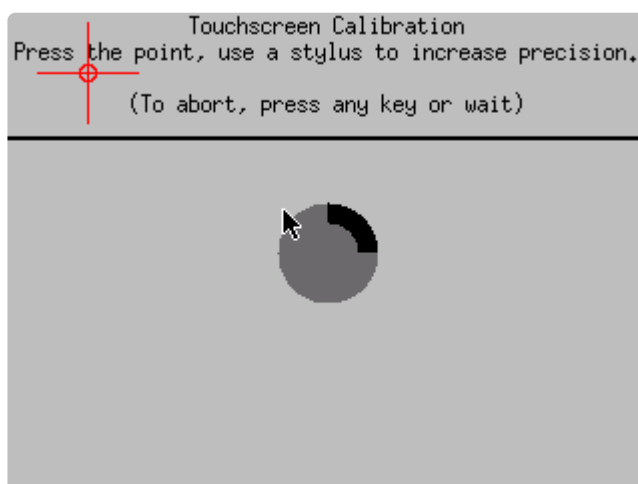 Touchscreen Calibration
Press the point, use a stylus to increase precision.
(To abort, press any key or wait)